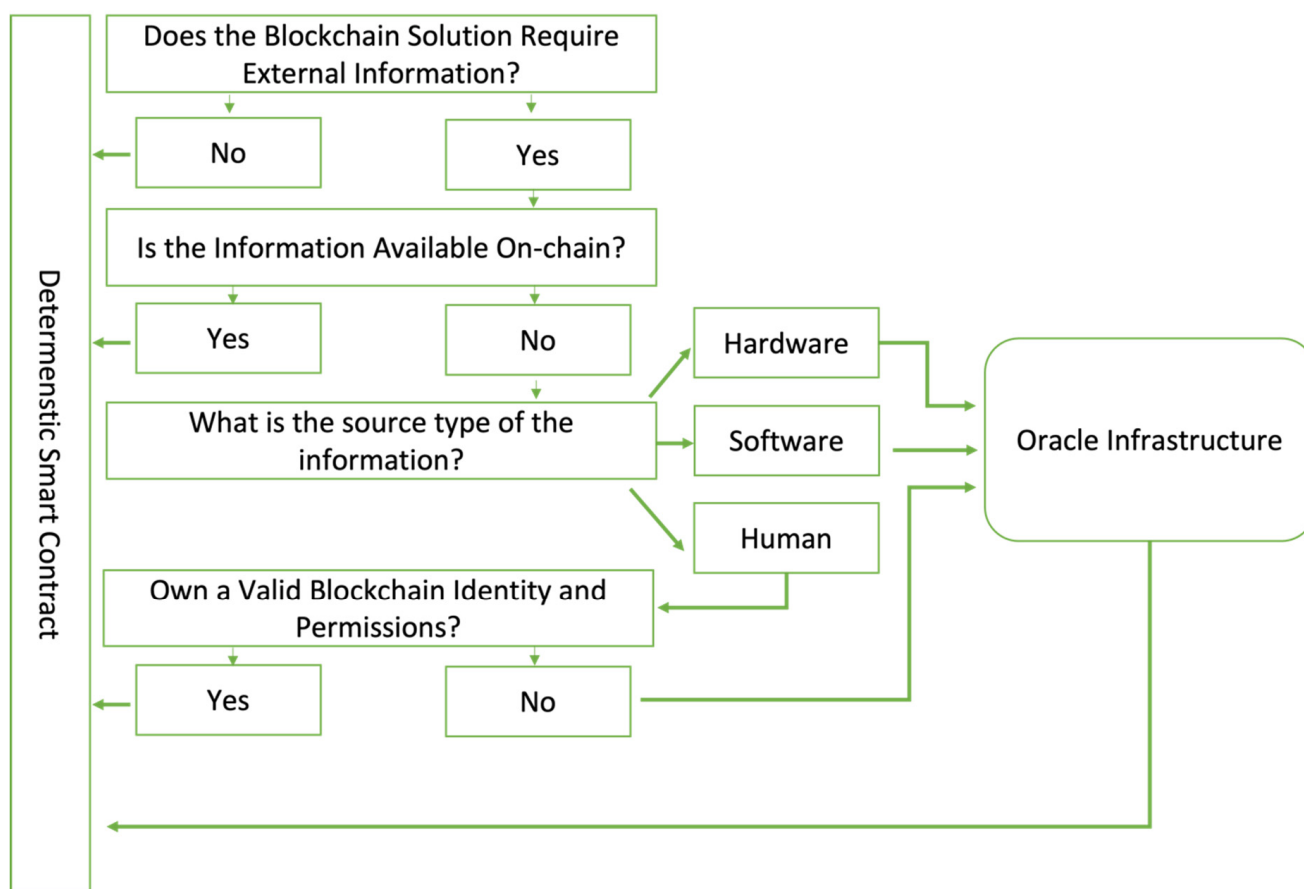 Does the Blockchain Solution Require
External Information?
No
Yes
Is the Information Available On-chain?
Yes
No
What is the source type of the
information?
Hardware
Software
Human
Oracle Infrastructure
Own a Valid Blockchain Identity and
Permissions?
Yes
No
Determenstic Smart Contract